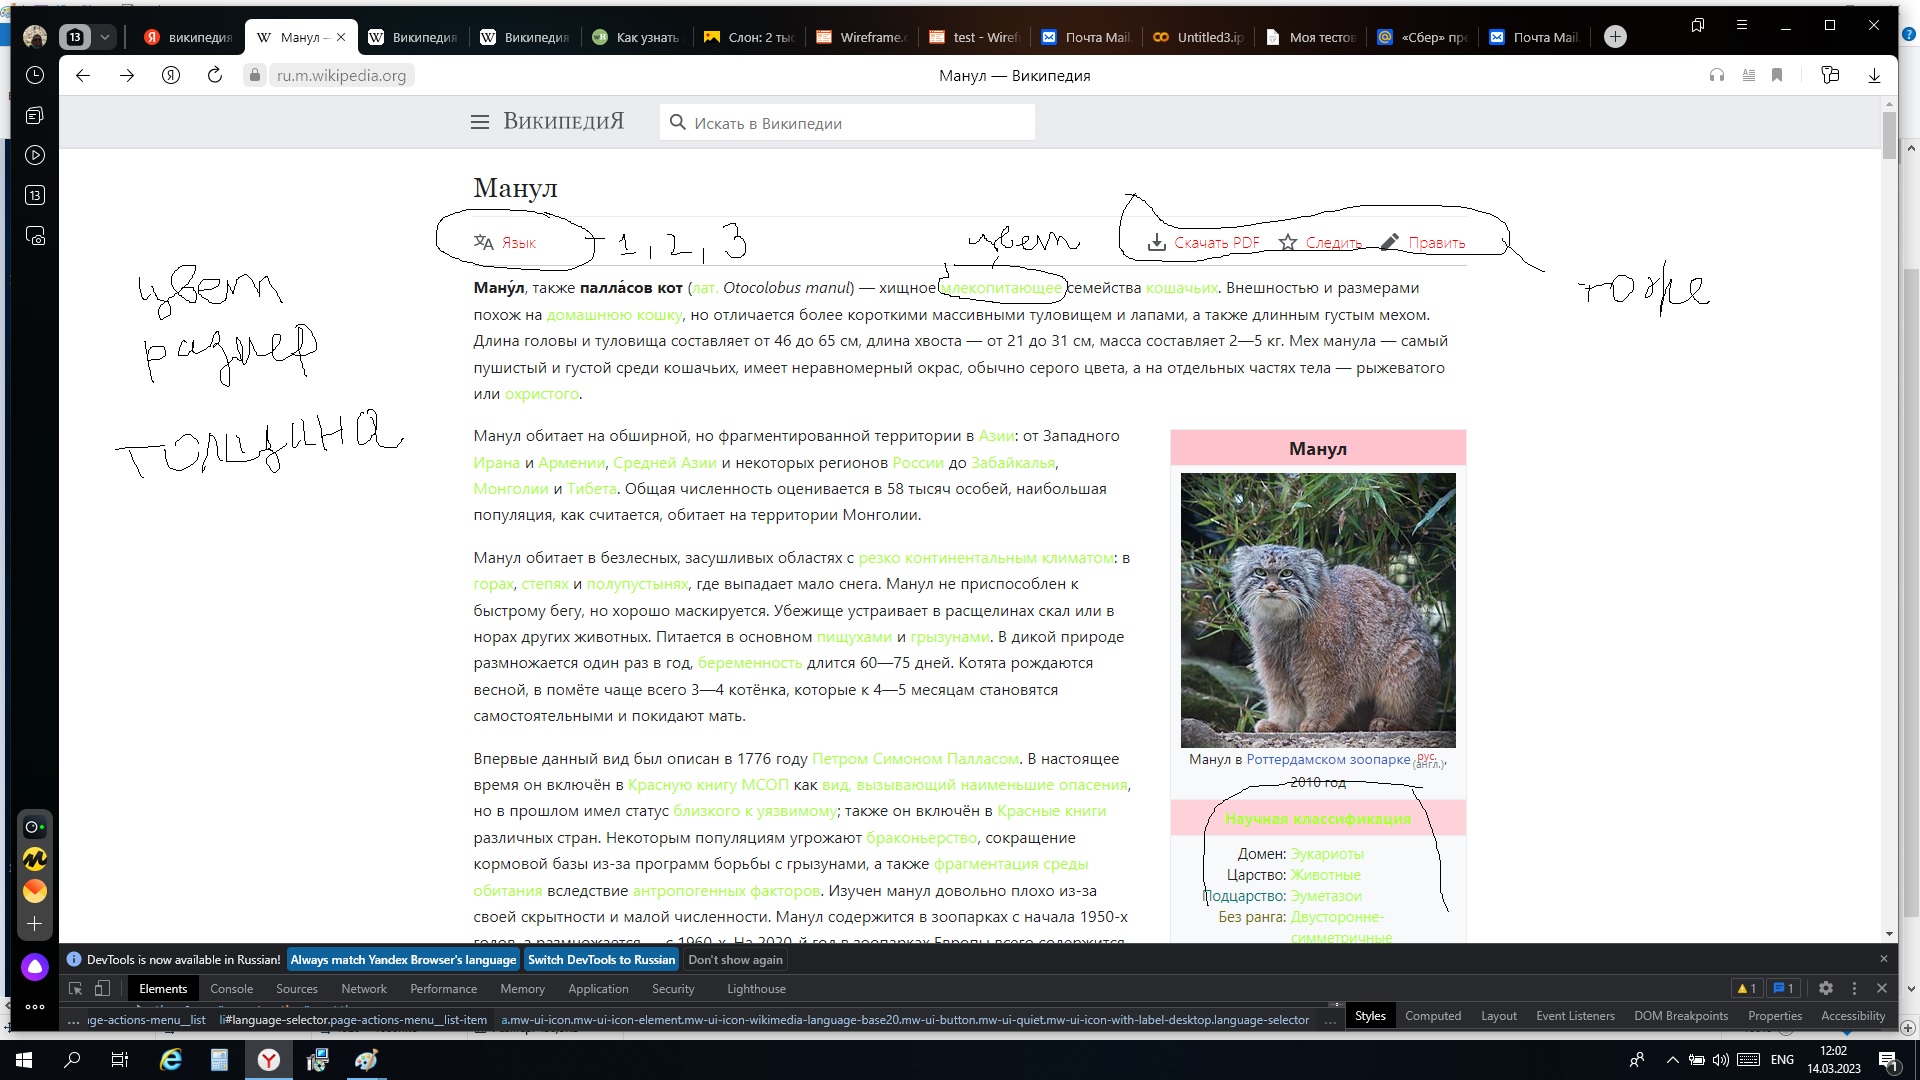 13
википедия
Манул —
Википедия
Википедия
Как узнать
Слон: 2 тыс
Wireframe.c
test - Wiref
Почта Mail.
Untitled3.ip
Моя тестов
«Сбер» пре
Почта Mail.
ru.m.wikipedia.org
Манул — Википедия
13
ВикипедиЯ
Искать в Википедии
Манул
Язык
1, 2, 3
цвет
Скачать PDF
Следить
Править
тоже
цвет
размер
толщина
Ману́л, также палла́сов кот (лат. Otocolobus manul) — хищное млекопитающее семейства кошачьих. Внешностью и размерами
похож на домашнюю кошку, но отличается более короткими массивными туловищем и лапами, а также длинным густым мехом.
Длина головы и туловища составляет от 46 до 65 см, длина хвоста — от 21 до 31 см, масса составляет 2—5 кг. Мех манула — самый
пушистый и густой среди кошачьих, имеет неравномерный окрас, обычно серого цвета, а на отдельных частях тела — рыжеватого
или охристого.
Манул обитает на обширной, но фрагментированной территории в Азии: от Западного
Ирана и Армении, Средней Азии и некоторых регионов России до Забайкалья,
Монголии и Тибета. Общая численность оценивается в 58 тысяч особей, наибольшая
популяция, как считается, обитает на территории Монголии.
Манул обитает в безлесных, засушливых областях с резко континентальным климатом: в
горах, степях и полупустынях, где выпадает мало снега. Манул не приспособлен к
быстрому бегу, но хорошо маскируется. Убежище устраивает в расщелинах скал или в
норах других животных. Питается в основном пищухами и грызунами. В дикой природе
размножается один раз в год, беременность длится 60—75 дней. Котята рождаются
весной, в помёте чаще всего 3—4 котёнка, которые к 4—5 месяцам становятся
самостоятельными и покидают мать.
Впервые данный вид был описан в 1776 году Петром Симоном Палласом. В настоящее
время он включён в Красную книгу МСОП как вид, вызывающий наименьшие опасения,
но в прошлом имел статус близкого к уязвимому; также он включён в Красные книги
различных стран. Некоторым популяциям угрожают браконьерство, сокращение
кормовой базы из-за программ борьбы с грызунами, а также фрагментация среды
обитания вследствие антропогенных факторов. Изучен манул довольно плохо из-за
своей скрытности и малой численности. Манул содержится в зоопарках с начала 1950-х
годов, а размножается — с 1960-х. На 2020-й год в зоопарках Европы всего содержится
Манул
Манул в Роттердамском зоопарке рус. (англ.),
2010 год
Научная классификация
Домен: Эукариоты
Царство: Животные
Подцарство: Эуметазои
Без ранга: Двусторонне-
симметричные
DevTools is now available in Russian!
Always match Yandex Browser's language
Switch DevTools to Russian
Don't show again
Elements
Console
Sources
Network
Performance
Memory
Application
Security
Lighthouse
1
1
... ge-actions-menu__list
li#language-selector.page-actions-menu__list-item
a.mw-ui-icon.mw-ui-icon-element.mw-ui-icon-wikimedia-language-base20.mw-ui-button.mw-ui-quiet.mw-ui-icon-with-label-desktop.language-selector
...
Styles
Computed
Layout
Event Listeners
DOM Breakpoints
Properties
Accessibility
ENG
12:02
14.03.2023
1